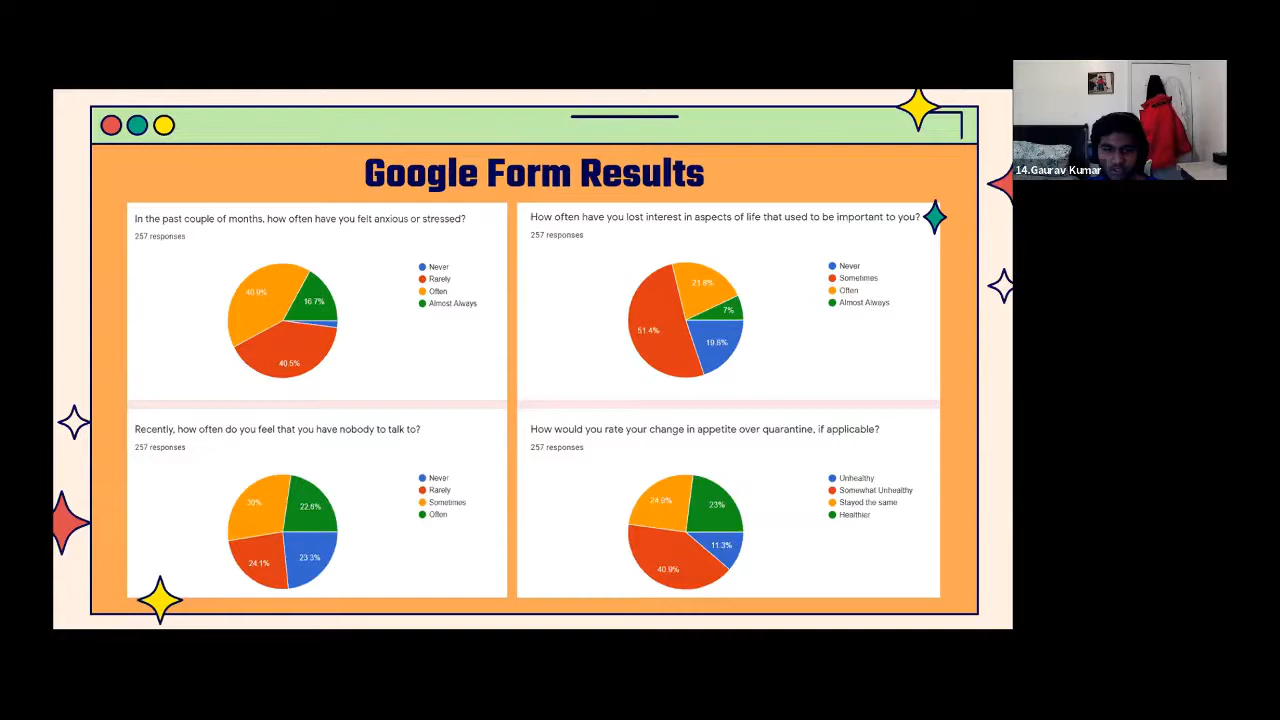 Google Form Results
In the past couple of months, how often have you felt anxious or stressed?
257 responses
Never
Rarely
Often
Almost Always
40.9%
16.7%
40.5%
How often have you lost interest in aspects of life that used to be important to you?
257 responses
Never
Sometimes
Often
Almost Always
21.8%
7%
51.4%
19.8%
Recently, how often do you feel that you have nobody to talk to?
257 responses
Never
Rarely
Sometimes
Often
30%
22.6%
24.1%
23.3%
How would you rate your change in appetite over quarantine, if applicable?
257 responses
Unhealthy
Somewhat Unhealthy
Stayed the same
Healthier
24.9%
23%
11.3%
40.9%
14.Gaurav Kumar